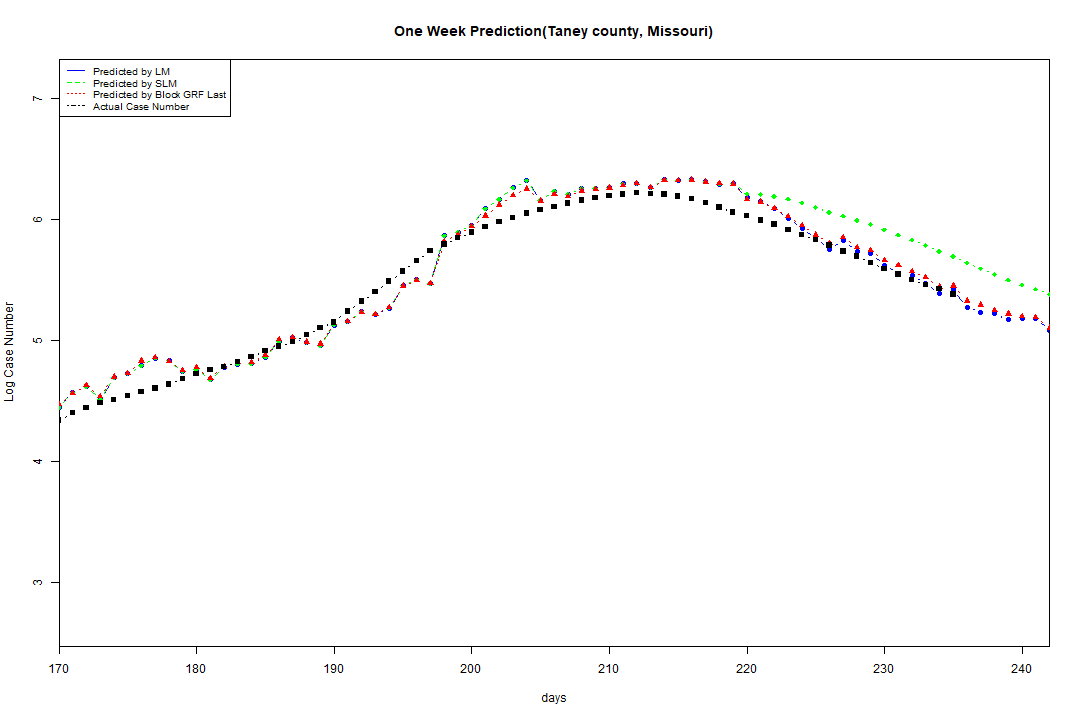 One Week Prediction(Taney county, Missouri)
Predicted by LM
Predicted by SLM
Predicted by Block GRF Last
Actual Case Number
7
6
5
4
3
Log Case Number
170 180 190 200 210 220 230 240
days